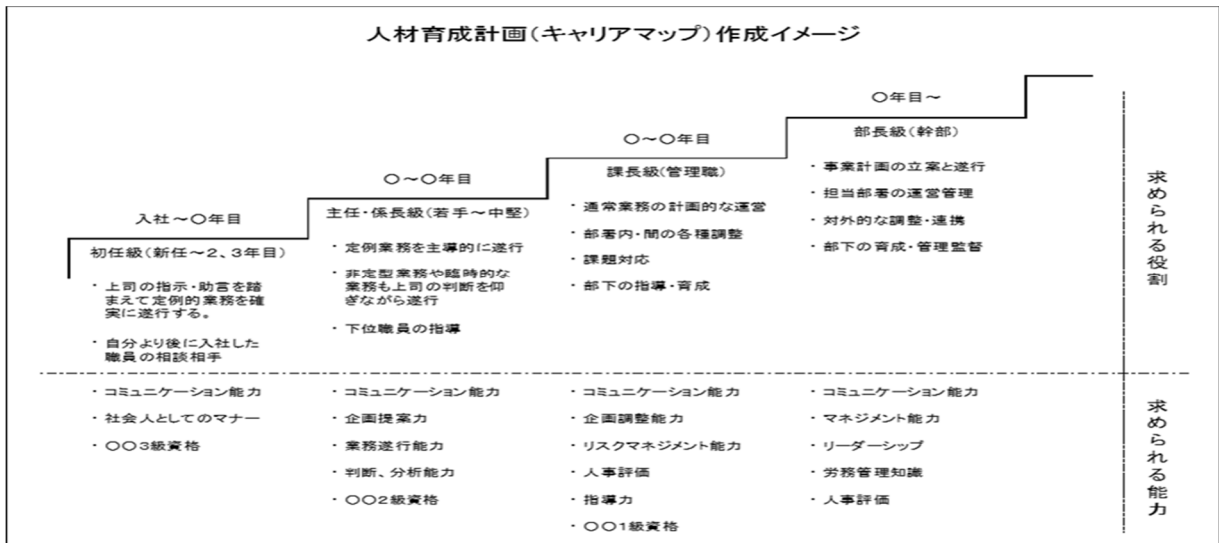 人材育成計画(キャリアマップ)作成イメージ
入社～〇年目
初任級(新任～2、3年目)
・上司の指示・助言を踏
まえて定例的業務を確
実に遂行する。
・自分より後に入社した
職員の相談相手
〇～〇年目
主任・係長級(若手～中堅)
・定例業務を主導的に遂行
・非定型業務や臨時的な
業務も上司の判断を仰
ぎながら遂行
・下位職員の指導
〇～〇年目
課長級(管理職)
・通常業務の計画的な運営
・部署内・間の各種調整
・課題対応
・部下の指導・育成
〇年目～
部長級(幹部)
・事業計画の立案と遂行
・担当部署の運営管理
・対外的な調整・連携
・部下の育成・管理監督
求められる役割
・コミュニケーション能力
・社会人としてのマナー
・〇〇3級資格
・コミュニケーション能力
・企画提案力
・業務遂行能力
・判断、分析能力
・〇〇2級資格
・コミュニケーション能力
・企画調整能力
・リスクマネジメント能力
・人事評価
・指導力
・〇〇1級資格
・コミュニケーション能力
・マネジメント能力
・リーダーシップ
・労務管理知識
・人事評価
求められる能力